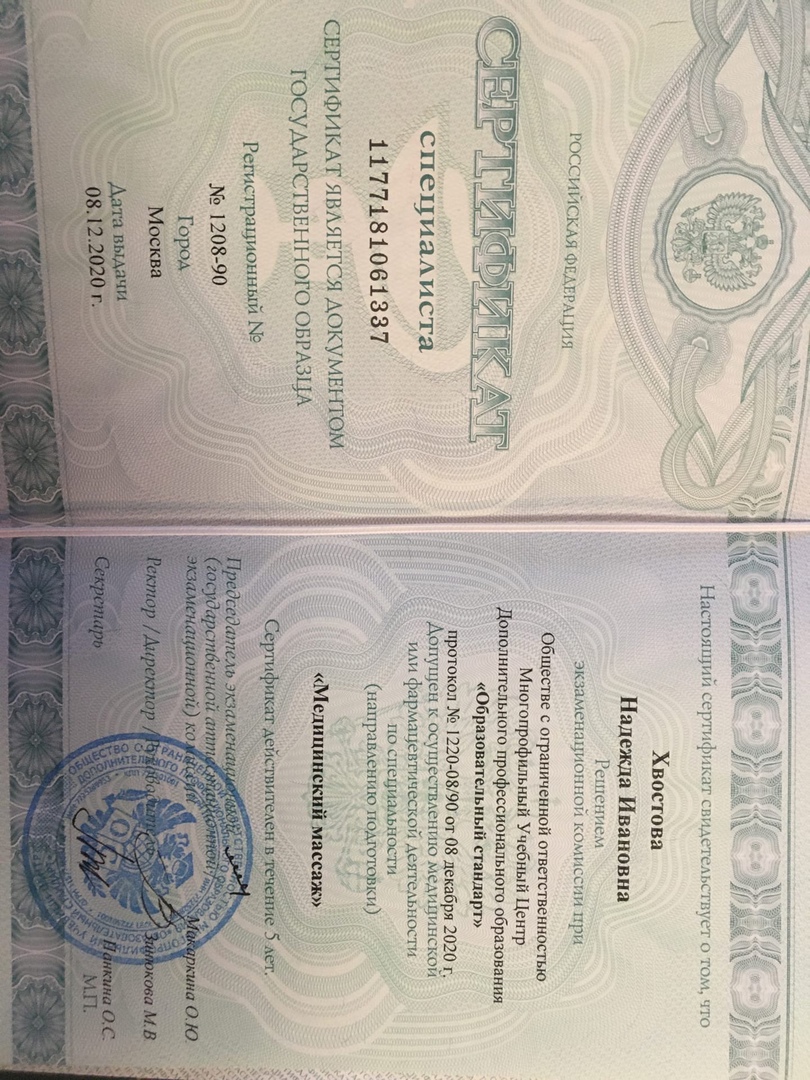 РОССИЙСКАЯ ФЕДЕРАЦИЯ
СЕРТИФИКАТ
специалиста
1177181061337
СЕРТИФИКАТ ЯВЛЯЕТСЯ ДОКУМЕНТОМ
ГОСУДАРСТВЕННОГО ОБРАЗЦА
Регистрационный №
№ 1208-90
Город
Москва
Дата выдачи
08.12.2020 г.
Настоящий сертификат свидетельствует о том, что
Хвостова
Надежда Ивановна
Решением
экзаменационной комиссии при
Обществе с ограниченной ответственностью
Многопрофильный Учебный Центр
Дополнительного профессионального образования
«Образовательный стандарт»
протокол № 1220-08/90 от 08 декабря 2020 г.
Допущен к осуществлению медицинской
или фармацевтической деятельности
по специальности
(направлению подготовки)
«Медицинский массаж»
Сертификат действителен в течение 5 лет.
Председатель экзаменационной
(государственной аттестационной,
экзаменационной) комиссии Макаркина О.Ю
Ректор / Директор / Винокова М.В
Секретарь Панкина О.С.
М.П.